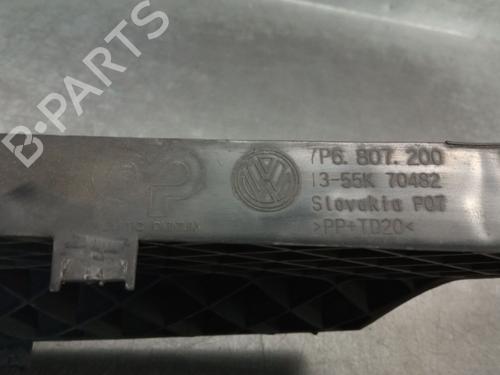 B-PARTS
7P6. 807. 200
13-55K 70482
Slovakia P07
>PP+TD20<